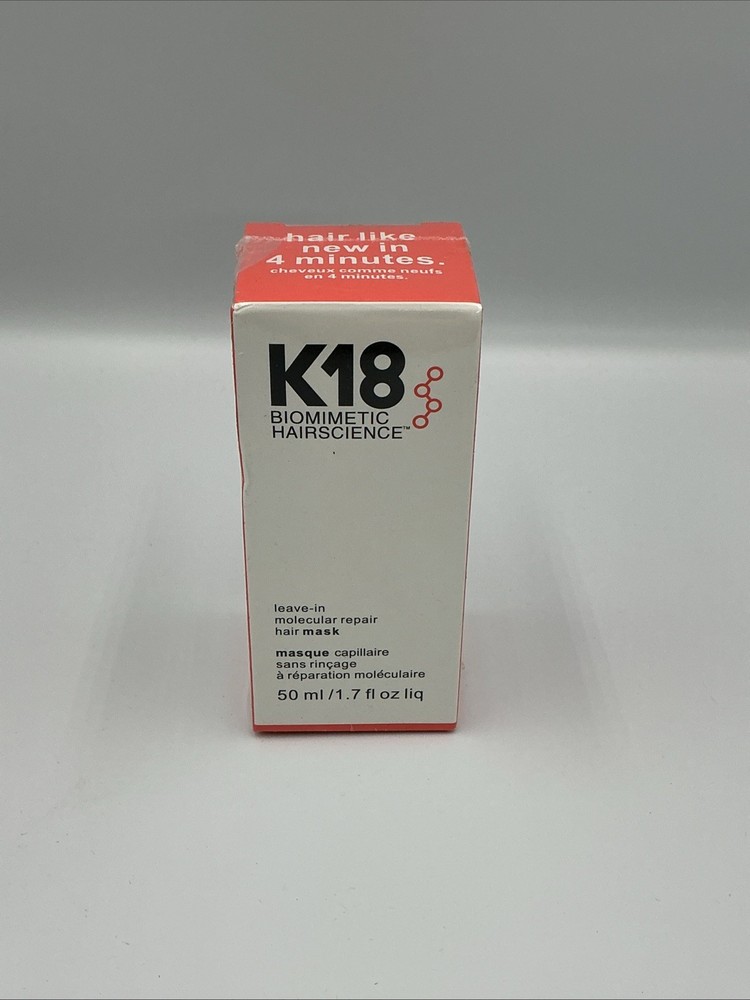 hair like
new in
4 minutes.
cheveux comme neufs
en 4 minutes.
K18
BIOMIMETIC
HAIRSCIENCE™
leave-in
molecular repair
hair mask
masque capillaire
sans rinçage
à réparation moléculaire
50 ml /1.7 fl oz liq